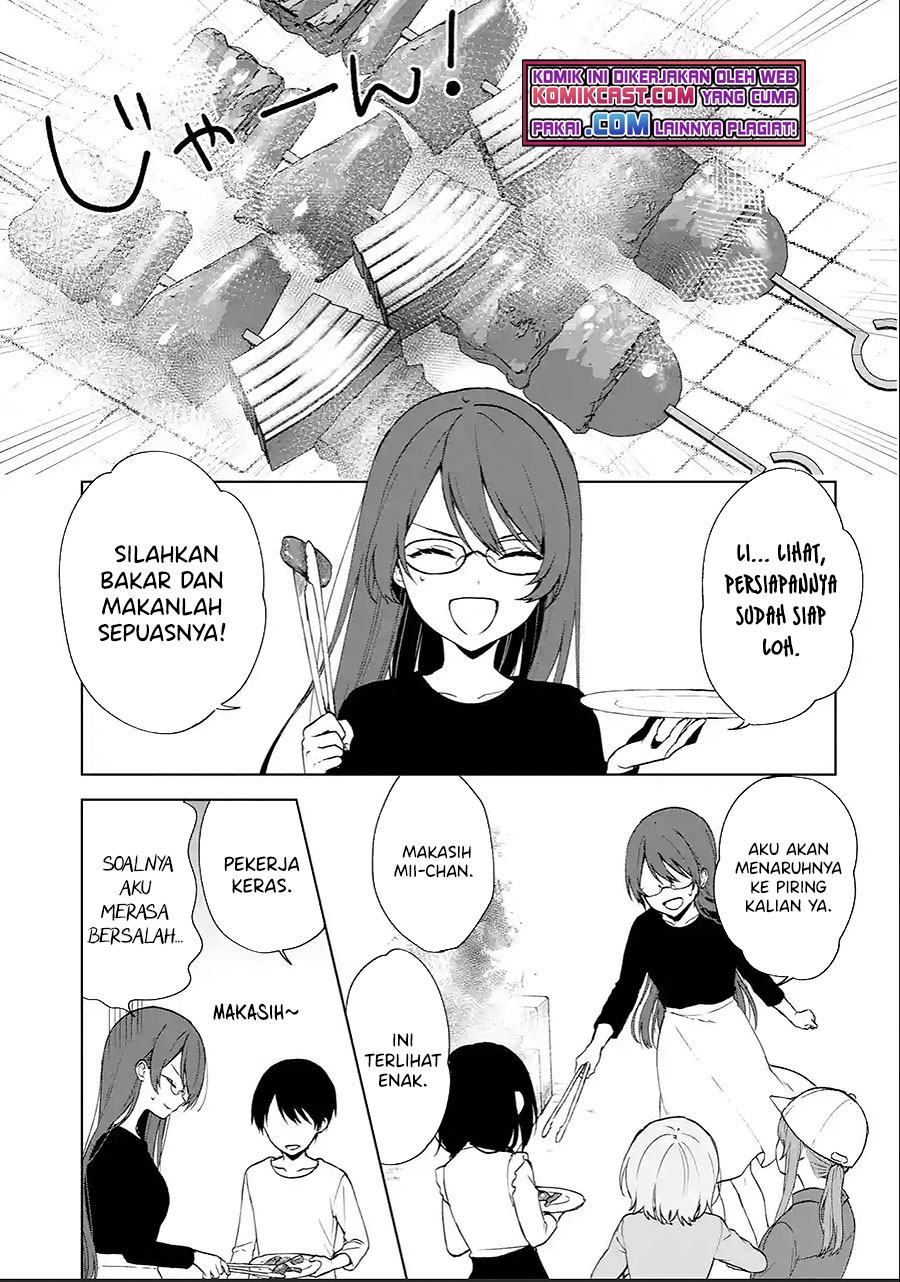 じゃーん！
KOMIK INI DIKERJAKAN OLEH WEB
KOMIKCAST.COM YANG CUMA
PAKAI .COM LAINNYA PLAGIAT!
LI... LIHAT,
PERSIAPANNYA
SUDAH SIAP
LOH.
SILAHKAN
BAKAR DAN
MAKANLAH
SEPUASNYA!
AKU AKAN
MENARUHNYA
KE PIRING
KALIAN YA.
MAKASIH
MII-CHAN.
INI
TERLIHAT
ENAK.
PEKERJA
KERAS.
MAKASIH~
SOALNYA
AKU
MERASA
BERSALAH...